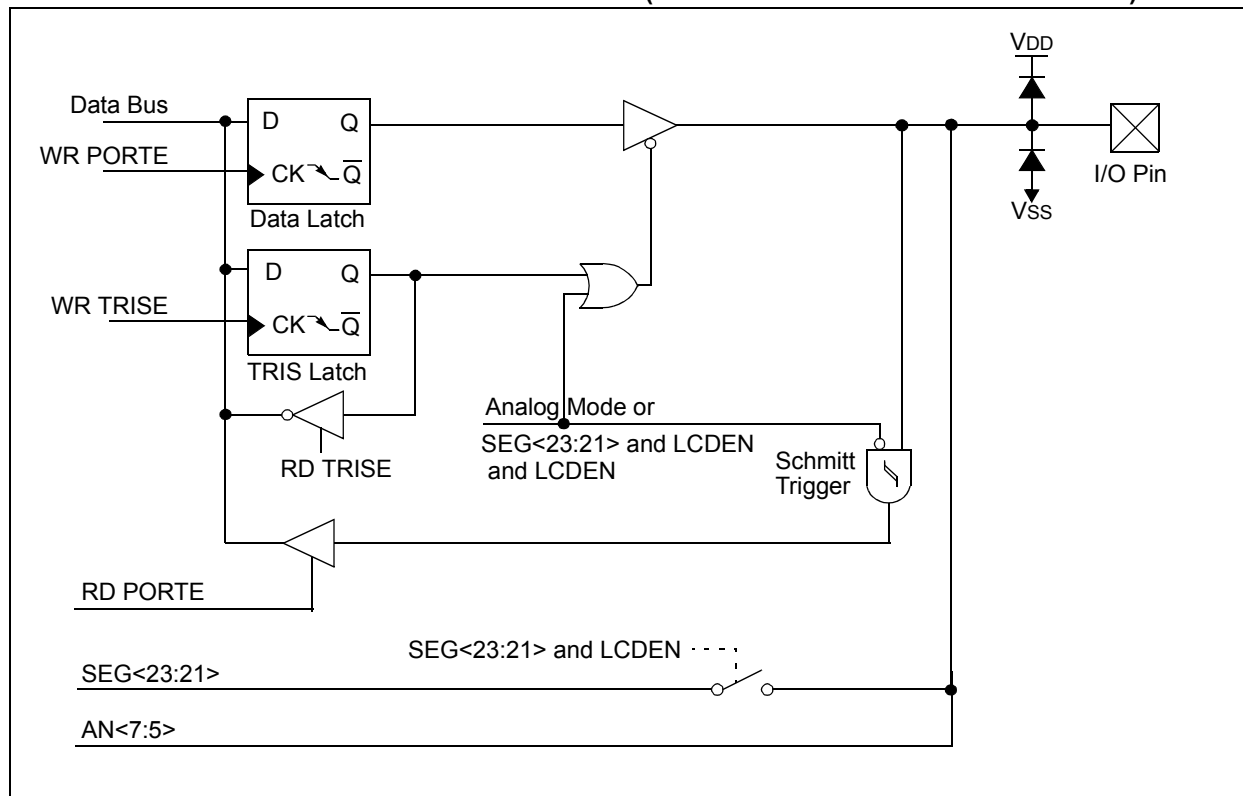 VDD
Data Bus
D Q
WR PORTE
CK Q
I/O Pin
Data Latch
VSS
D Q
WR TRISE
CK Q
TRIS Latch
Analog Mode or
SEG<23:21> and LCDEN
and LCDEN
RD TRISE
Schmitt
Trigger
RD PORTE
SEG<23:21> and LCDEN
SEG<23:21>
AN<7:5>